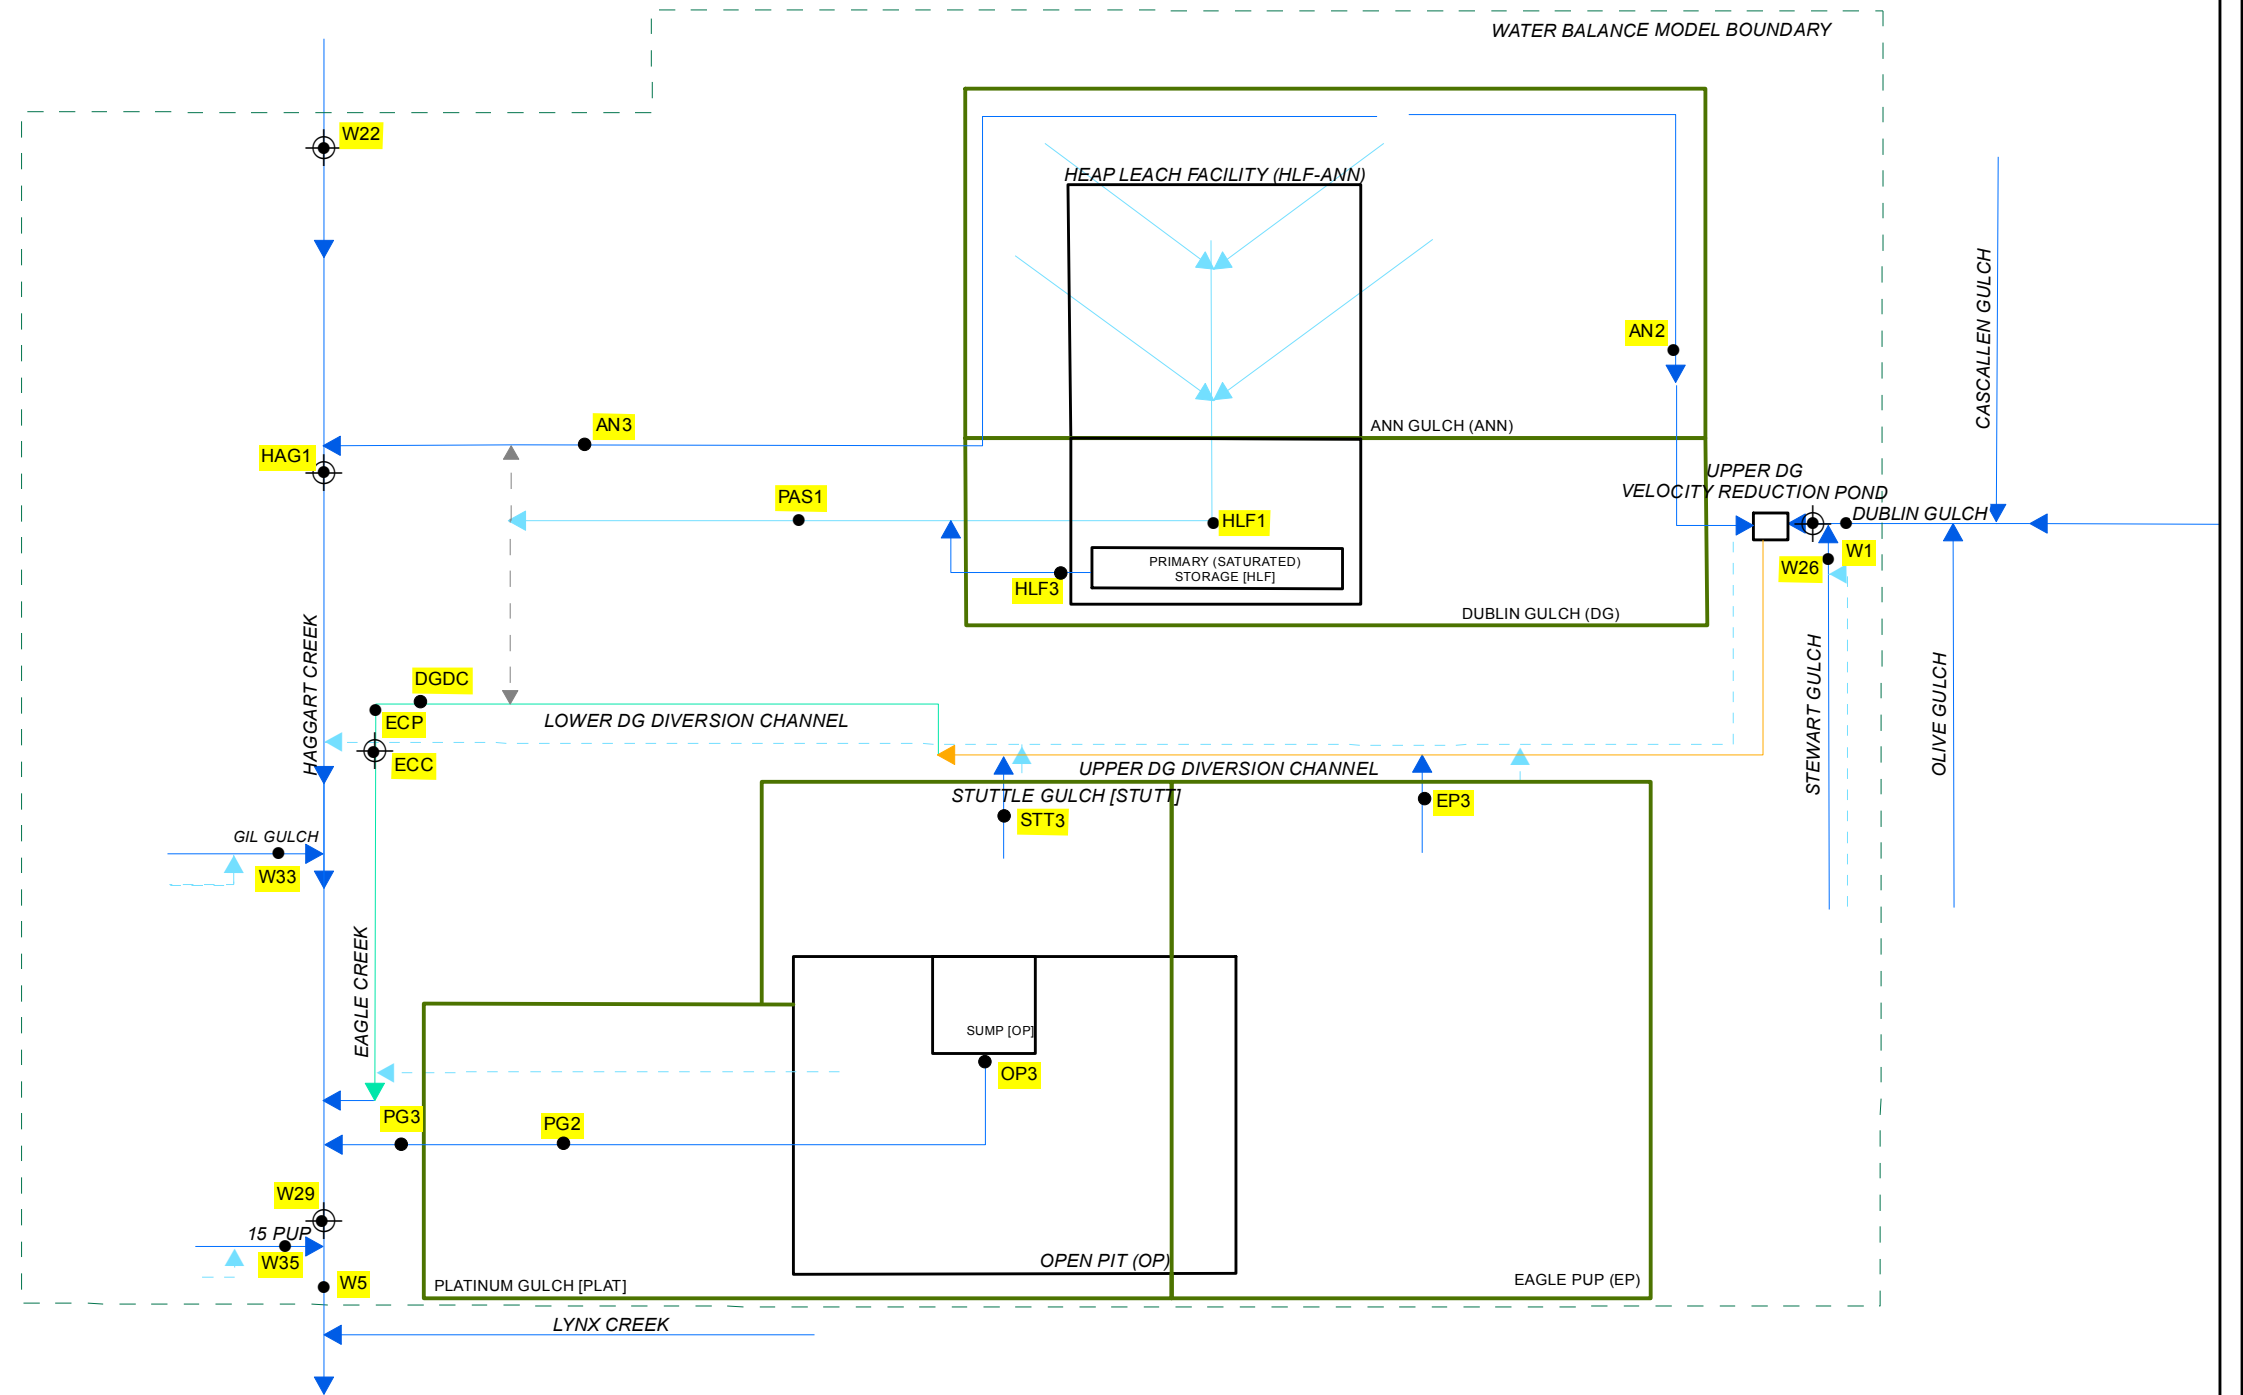 WATER BALANCE MODEL BOUNDARY
W22
HEAP LEACH FACILITY (HLF-ANN)
CASCALLEN GULCH
AN2
AN3
ANN GULCH (ANN)
HAG1
UPPER DG
VELOCITY REDUCTION POND
PAS1
HLF1
DUBLIN GULCH
W1
W26
PRIMARY (SATURATED)
STORAGE [HLF]
HLF3
DUBLIN GULCH (DG)
HAGGART CREEK
STEWART GULCH
OLIVE GULCH
DGDC
ECP
LOWER DG DIVERSION CHANNEL
ECC
UPPER DG DIVERSION CHANNEL
STUTTLE GULCH [STUTT]
EP3
STT3
GIL GULCH
W33
EAGLE CREEK
SUMP [OP]
OP3
PG3
PG2
W29
15 PUP
W35
OPEN PIT (OP)
W5
PLATINUM GULCH [PLAT]
EAGLE PUP (EP)
LYNX CREEK